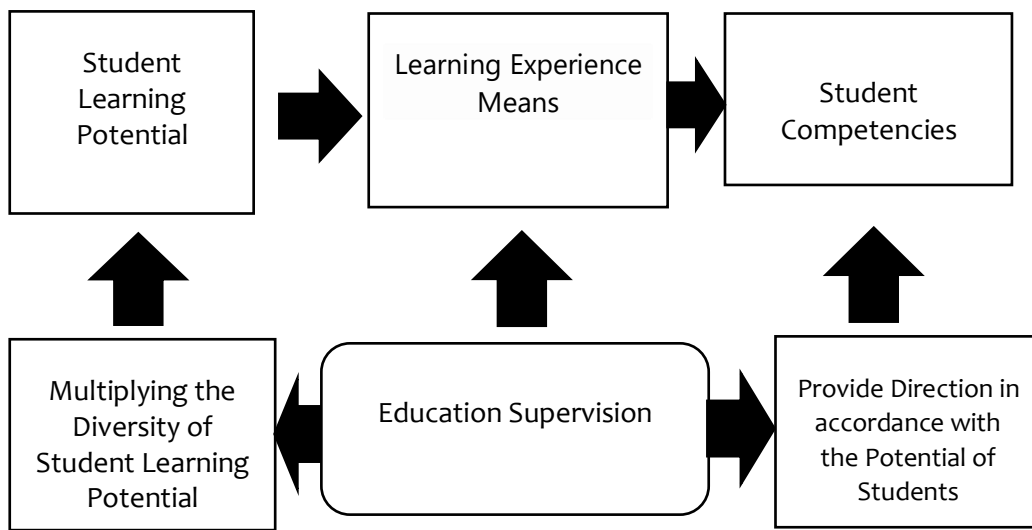 Student
Learning
Potential
Learning Experience
Means
Student
Competencies
Multiplying the
Diversity of
Student Learning
Potential
Education Supervision
Provide Direction in
accordance with
the Potential of
Students